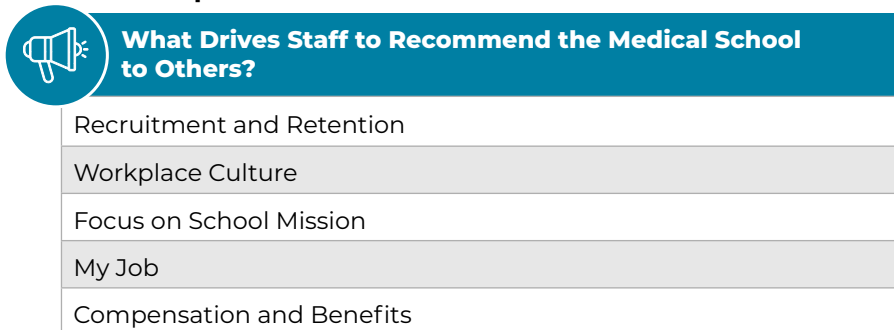 What Drives Staff to Recommend the Medical School
to Others?
Recruitment and Retention
Workplace Culture
Focus on School Mission
My Job
Compensation and Benefits